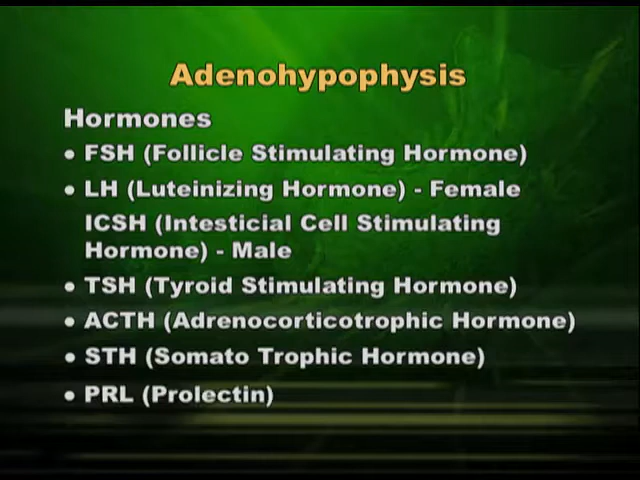 Adenohypophysis
Hormones
● FSH (Follicle Stimulating Hormone)
● LH (Luteinizing Hormone) - Female
ICSH (Intesticial Cell Stimulating
Hormone) - Male
● TSH (Tyroid Stimulating Hormone)
● ACTH (Adrenocorticotrophic Hormone)
● STH (Somato Trophic Hormone)
● PRL (Prolectin)